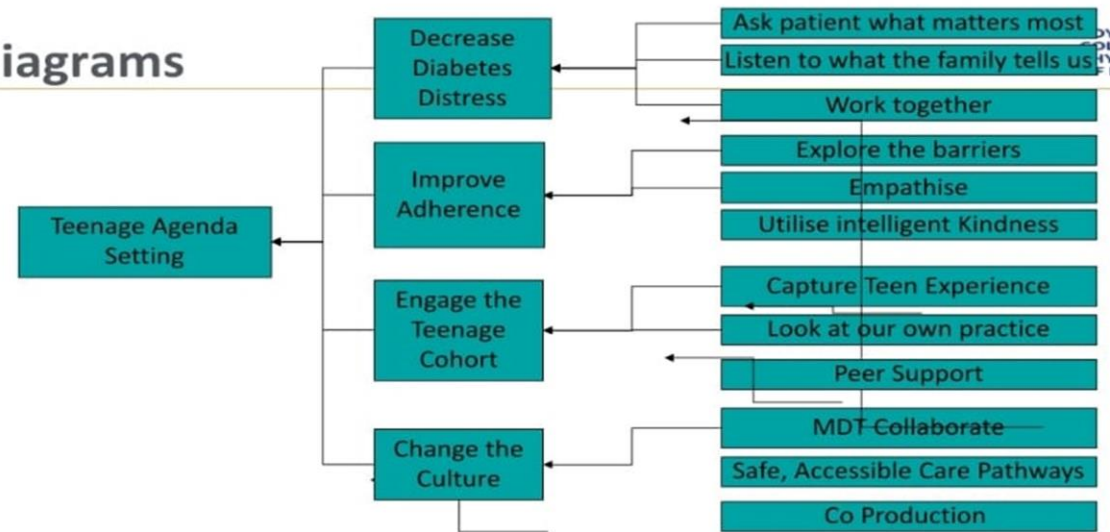 iagrams
Decrease
Diabetes
Distress
Improve
Adherence
Teenage Agenda
Setting
Engage the
Teenage
Cohort
Change the
Culture
Ask patient what matters most
Listen to what the family tells us
Work together
Explore the barriers
Empathise
Utilise intelligent Kindness
Capture Teen Experience
Look at our own practice
Peer Support
MDT Collaborate
Safe, Accessible Care Pathways
Co Production